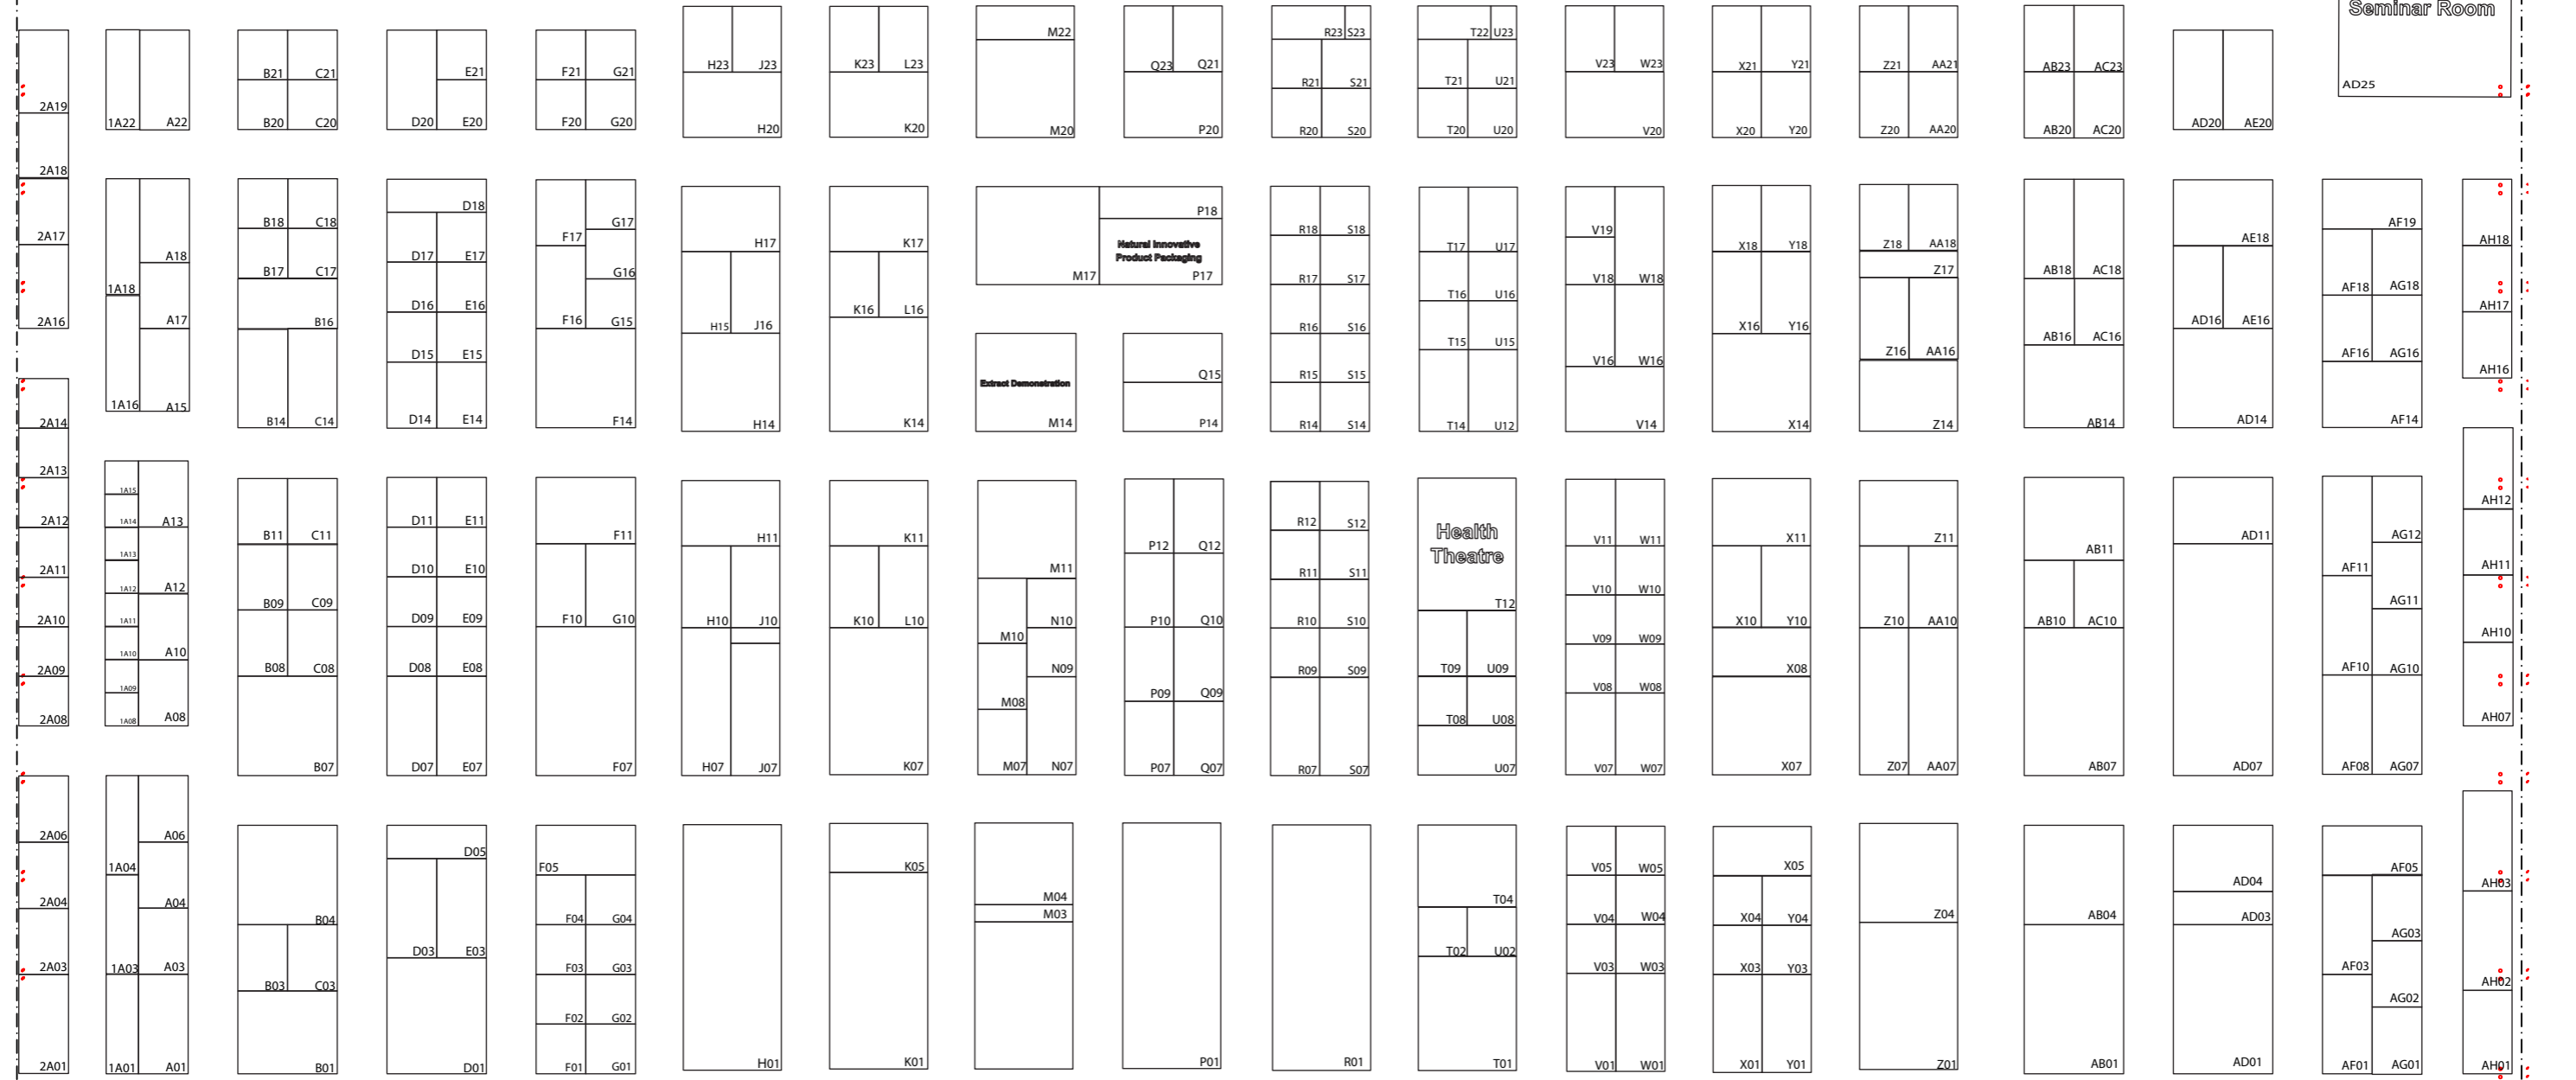 Seminar Room
M22
R23 S23
T22 U23
H23 J23
K23 L23
Q23 Q21
V23 W23
X21 Y21
Z21 AA21
AB23 AC23
B21 C21
E21
F21 G21
R21 S21
T21 U21
AD25
2A19
1A22 A22
B20 C20
D20 E20
F20 G20
H20
K20
M20
P20
R20 S20
T20 U20
V20
X20 Y20
Z20 AA20
AB20 AC20
AD20 AE20
2A18
D18
P18
B18 C18
G17
F17
R18 S18
V19
AF19
2A17
A18
H17
K17
Natural Innovative
Product Packaging
T17 U17
X18 Y18
Z18 AA18
AE18
AH18
D17 E17
B17 C17
G16
M17
P17
R17 S17
V18 W18
Z17
AB18 AC18
1A18
AF18 AG18
T16 U16
D16 E16
K16 L16
AH17
2A16
A17
B16
F16 G15
H15 J16
R16 S16
X16 Y16
AD16 AE16
AB16 AC16
D15 E15
T15 U15
V16 W16
Z16 AA16
AF16 AG16
Q15
R15 S15
AH16
Extract Demonstration
1A16 A15
2A14
B14 C14
D14 E14
F14
H14
K14
M14
P14
R14 S14
T14 U12
V14
X14
Z14
AB14
AD14
AF14
2A13
1A15
AH12
2A12
1A14
A13
D11 E11
R12 S12
Health
Theatre
B11 C11
F11
H11
K11
P12 Q12
V11 W11
X11
Z11
AB11
AD11
AG12
1A13
2A11
D10 E10
M11
R11 S11
AF11
AH11
1A12
A12
V10 W10
B09 C09
T12
AG11
2A10
1A11
D09 E09
F10 G10
H10 J10
K10 L10
N10
M10
P10 Q10
R10 S10
X10 Y10
Z10 AA10
AB10 AC10
V09 W09
AH10
1A10
A10
2A09
B08 C08
D08 E08
N09
R09 S09
T09 U09
X08
AF10 AG10
1A09
P09 Q09
V08 W08
M08
2A08
1A08
A08
T08 U08
AH07
B07
D07 E07
F07
H07 J07
K07
M07 N07
P07 Q07
R07 S07
U07
V07 W07
X07
Z07 AA07
AB07
AD07
AF08 AG07
2A06
A06
D05
1A04
F05
K05
V05 W05
X05
AF05
AD04
AH03
2A04
A04
M04
T04
M03
B04
F04 G04
V04 W04
X04 Y04
Z04
AB04
AD03
AG03
D03 E03
T02 U02
2A03
1A03 A03
F03 G03
V03 W03
X03 Y03
AF03
B03 C03
AH02
AG02
F02 G02
2A01
1A01 A01
B01
D01
F01 G01
H01
K01
P01
R01
T01
V01 W01
X01 Y01
Z01
AB01
AD01
AF01 AG01
AH01